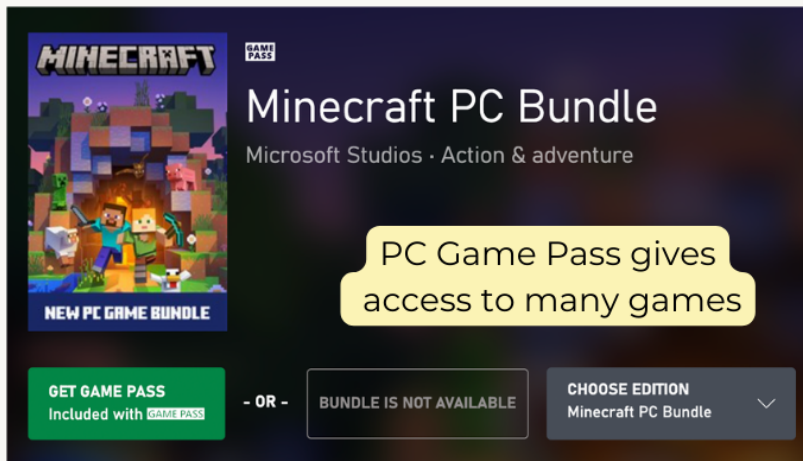 MINECRAFT
NEW PC GAME BUNDLE
GAME
PASS
Minecraft PC Bundle
Microsoft Studios · Action & adventure
PC Game Pass gives
access to many games
GET GAME PASS
Included with GAME PASS
- OR -
BUNDLE IS NOT AVAILABLE
CHOOSE EDITION
Minecraft PC Bundle